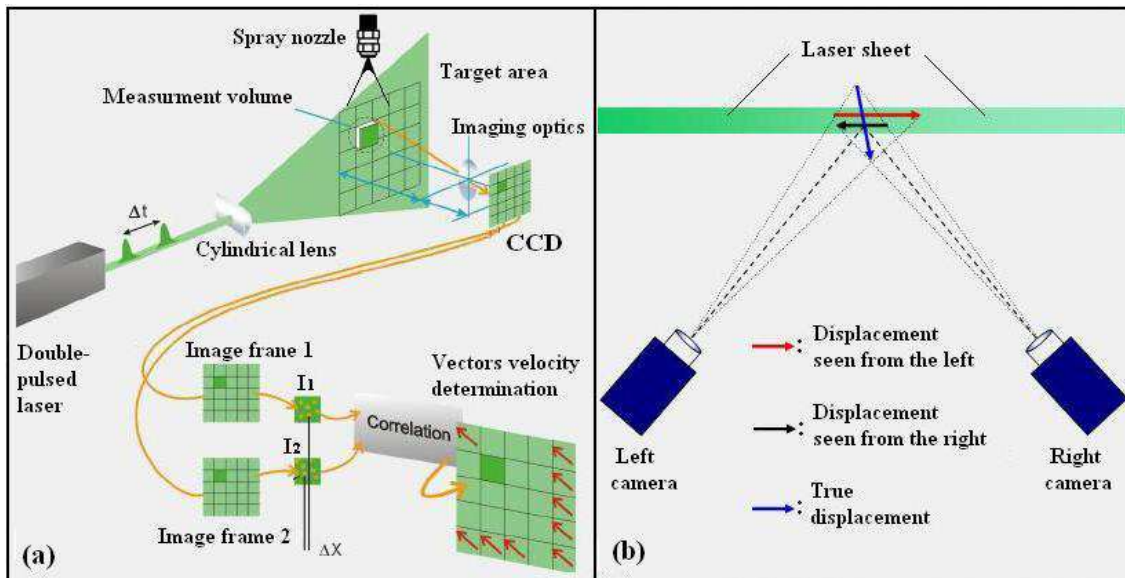 Spray nozzle
Target area
Measurment volume
Imaging optics
Δt
Cylindrical lens
CCD
Double-
pulsed
laser
Image frane 1
I1
Vectors velocity
determination
Correlation
I2
Image frame 2
ΔX
(a)
Laser sheet
: Displacement
seen from the left
: Displacement
seen from the right
Left
camera
Right
camera
: True
displacement
(b)